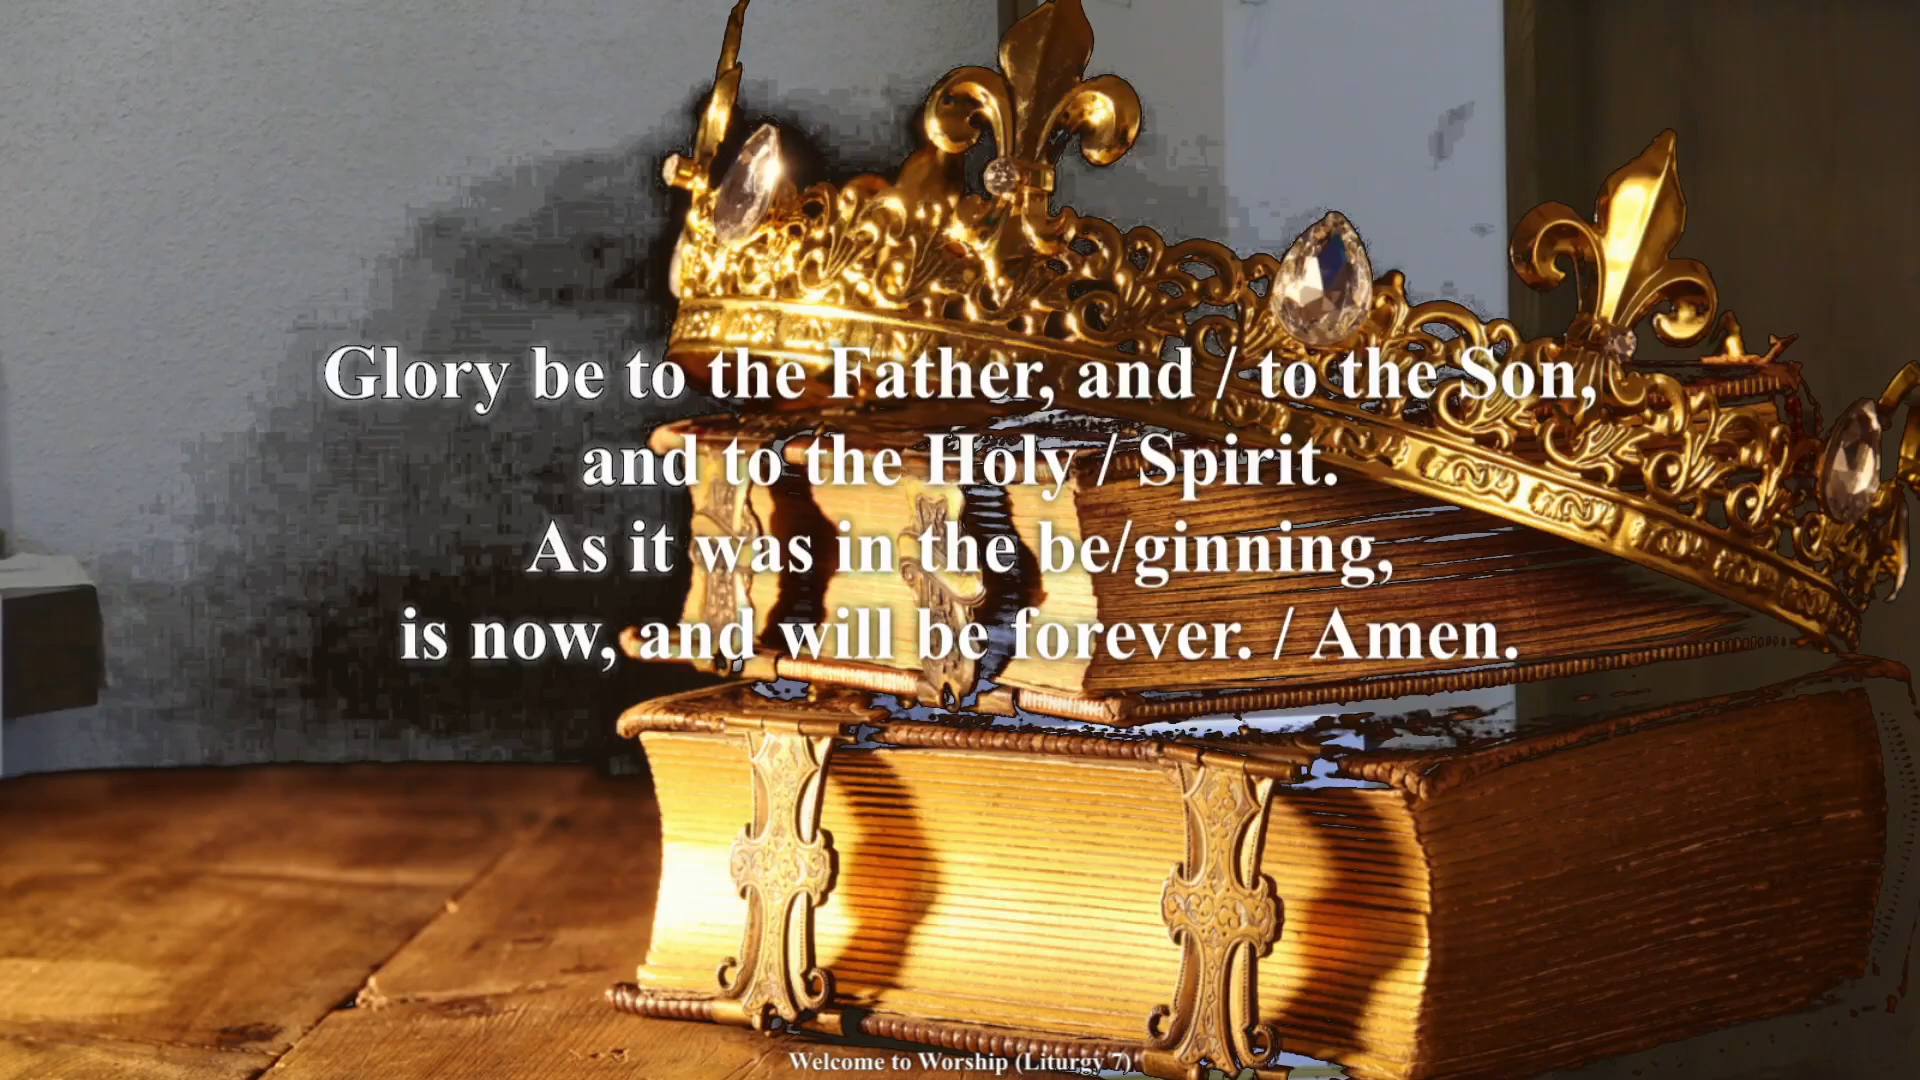 Glory be to the Father, and / to the Son,
and to the Holy / Spirit.
As it was in the be/ginning,
is now, and will be forever. / Amen.
Welcome to Worship (Liturgy 7)